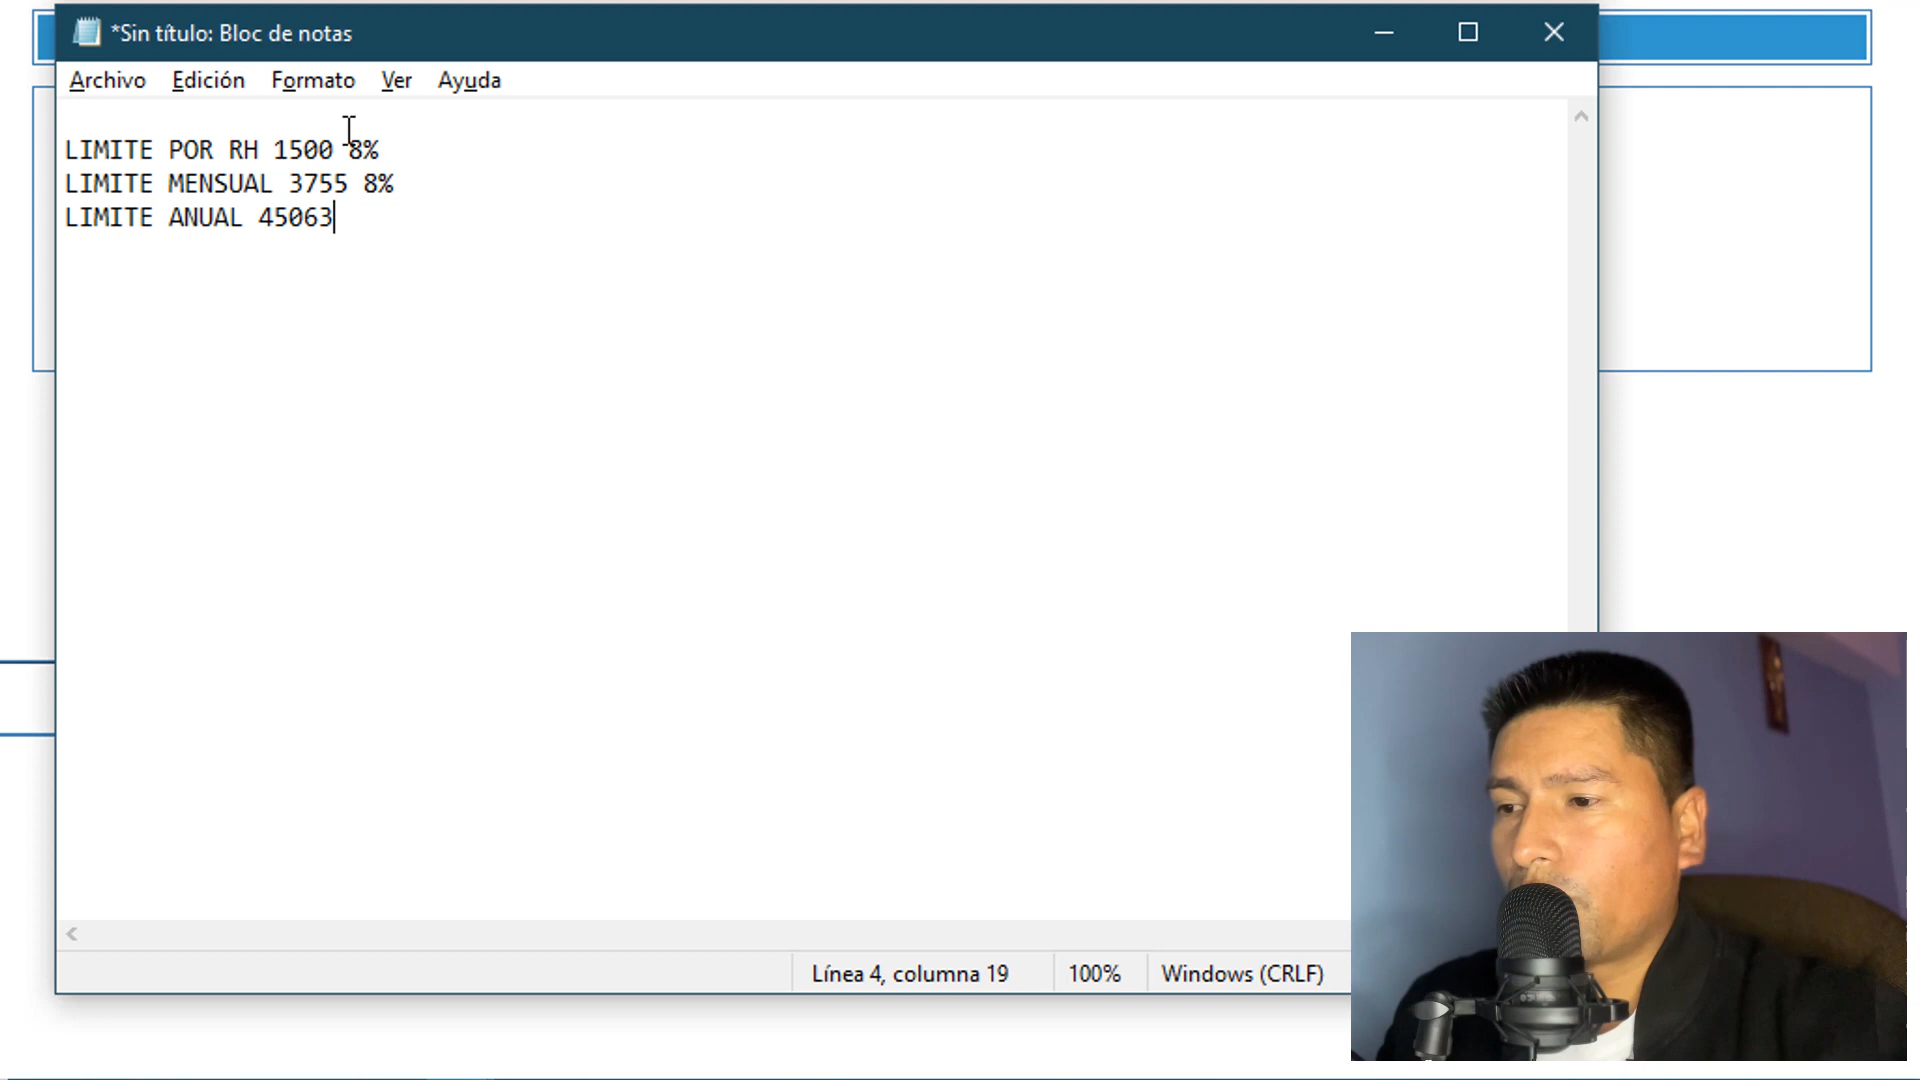 *Sin título: Bloc de notas
Archivo Edición Formato Ver Ayuda
LIMITE POR RH 1500 8%
LIMITE MENSUAL 3755 8%
LIMITE ANUAL 45063
Línea 4, columna 19 100% Windows (CRLF)